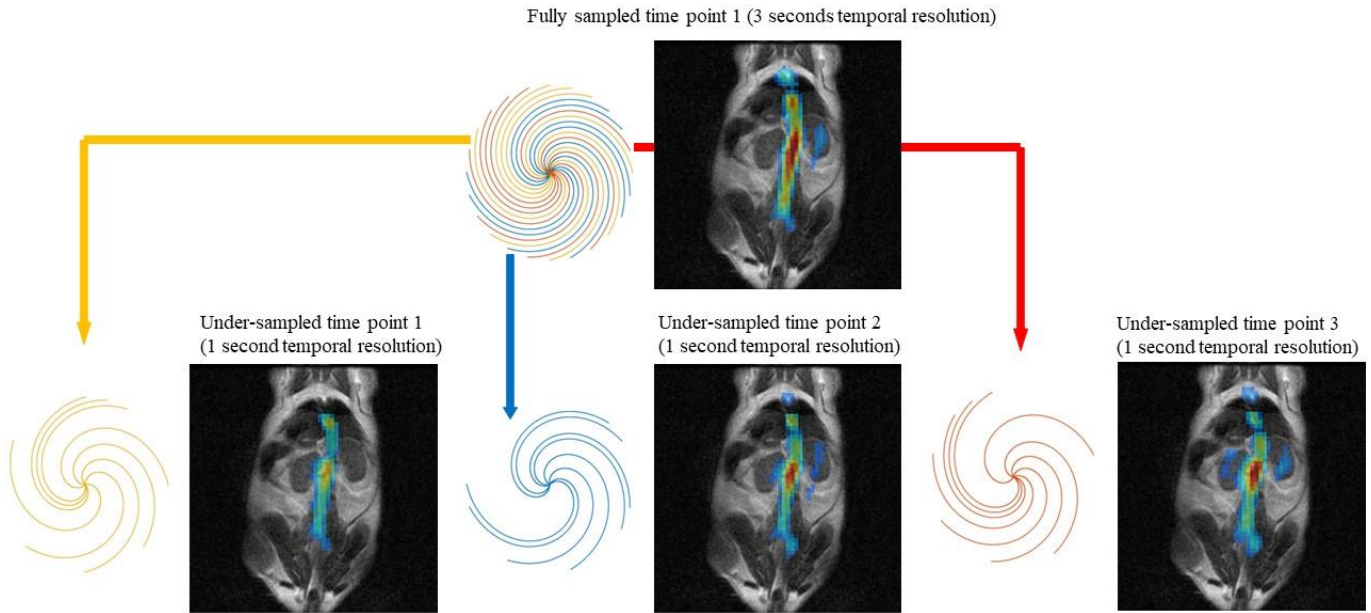 Fully sampled time point 1 (3 seconds temporal resolution)
Under-sampled time point 1
(1 second temporal resolution)
Under-sampled time point 2
(1 second temporal resolution)
Under-sampled time point 3
(1 second temporal resolution)